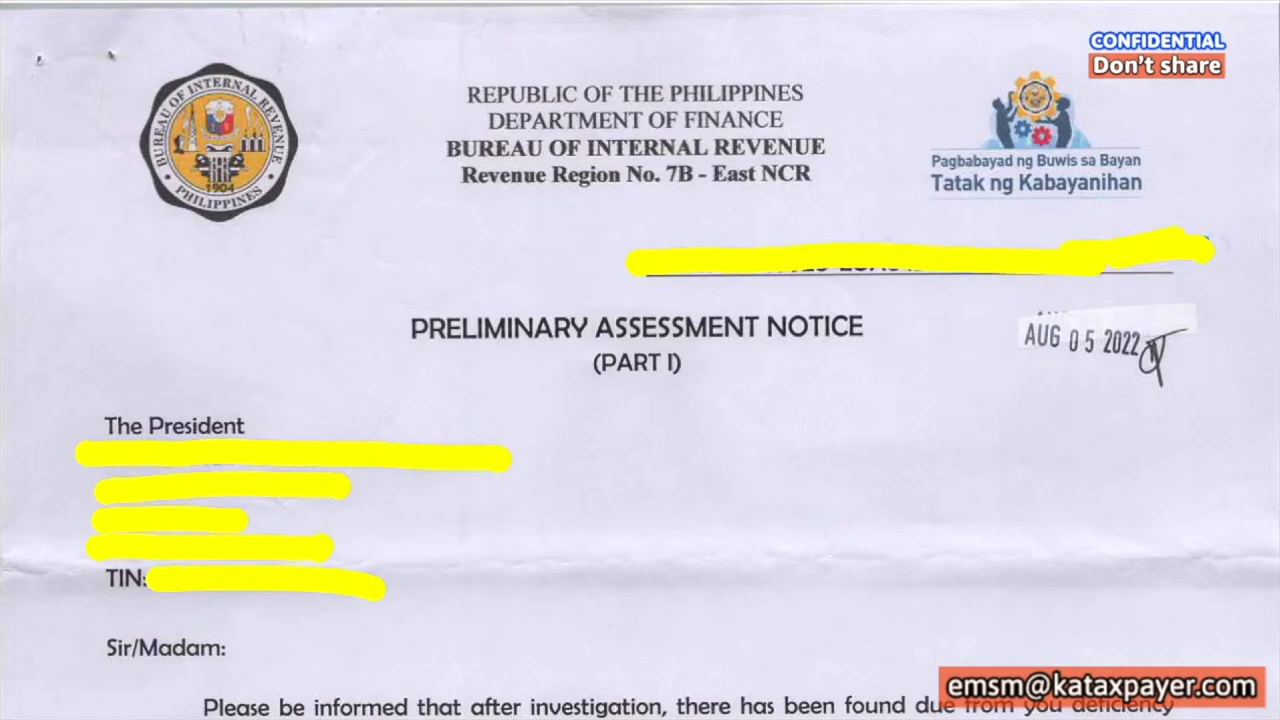 CONFIDENTIAL
Don't share
REPUBLIC OF THE PHILIPPINES
DEPARTMENT OF FINANCE
BUREAU OF INTERNAL REVENUE
Revenue Region No. 7B - East NCR
BUREAU OF INTERNAL REVENUE
1904
PHILIPPINES
Pagbabayad ng Buwis sa Bayan
Tatak ng Kabayanihan
PRELIMINARY ASSESSMENT NOTICE
(PART I)
AUG 05 2022
The President
TIN:
Sir/Madam:
Please be informed that after investigation, there has been found due from you deficiency
emsm@kataxpayer.com